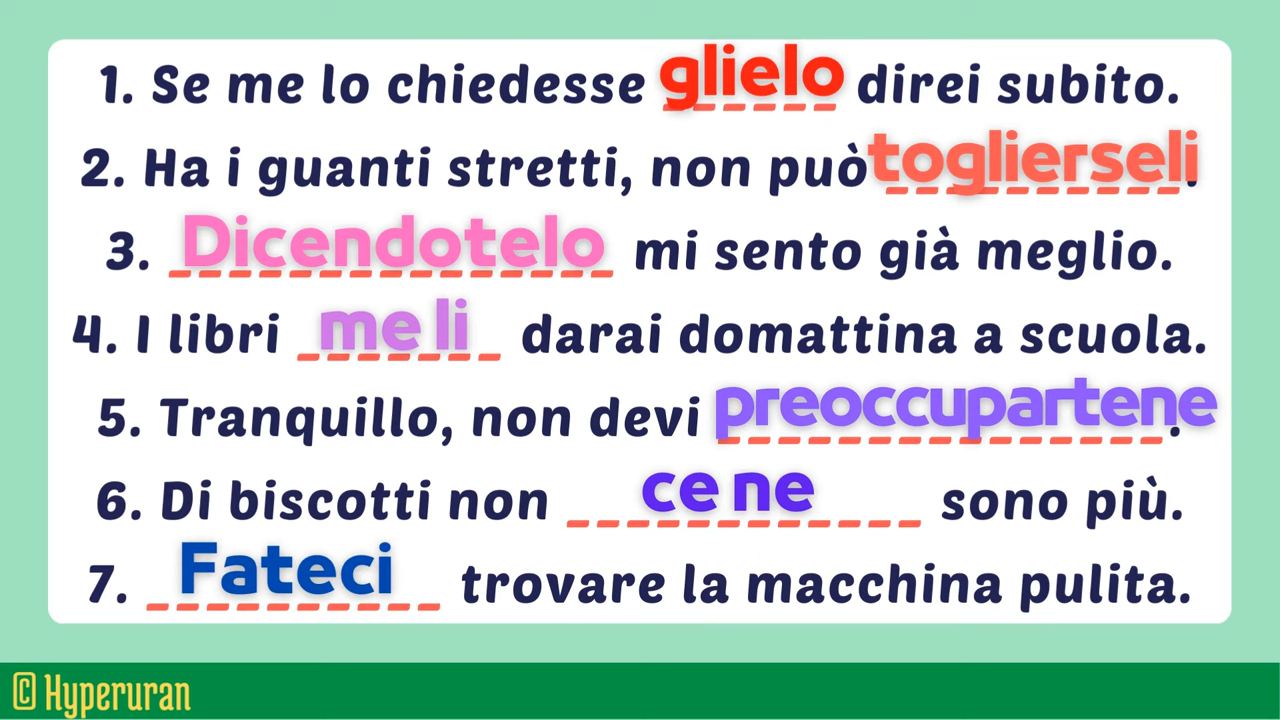 1. Se me lo chiedesse glielo direi subito.
2. Ha i guanti stretti, non può toglierseli.
3. Dicendotelo mi sento già meglio.
4. I libri me li darai domattina a scuola.
5. Tranquillo, non devi preoccupartene.
6. Di biscotti non ce ne sono più.
7. Fateci trovare la macchina pulita.
© Hyperuran